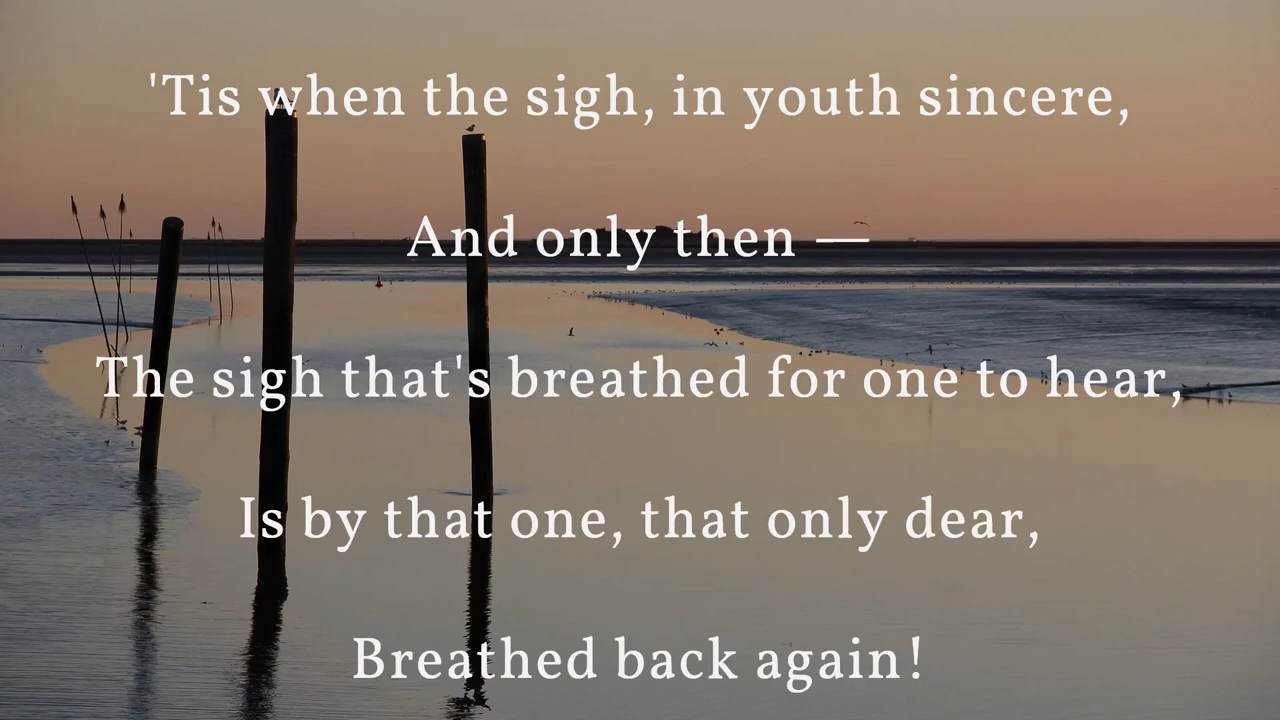 'Tis when the sigh, in youth sincere,
And only then —
The sigh that's breathed for one to hear,
Is by that one, that only dear,
Breathed back again!